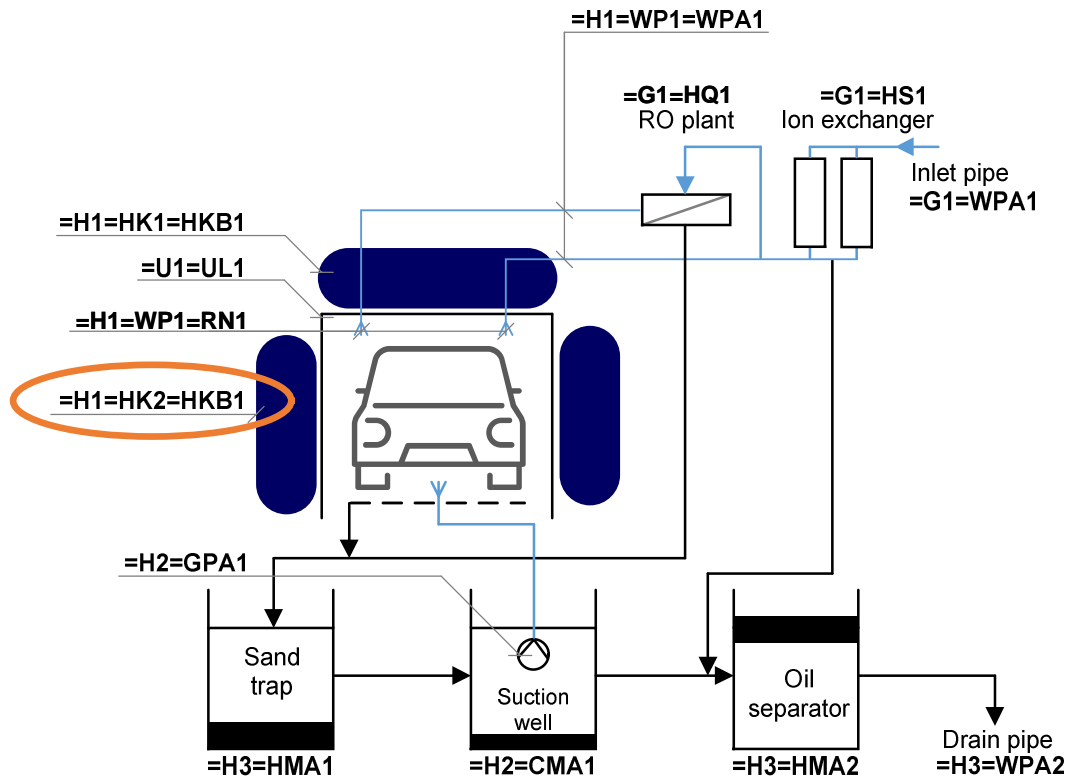 =H1=WP1=WPA1
=G1=HQ1
RO plant
=G1=HS1
Ion exchanger
Inlet pipe
=G1=WPA1
=H1=HK1=HKB1
=U1=UL1
=H1=WP1=RN1
=H1=HK2=HKB1
=H2=GPA1
Sand
trap
Suction
well
Oil
separator
Drain pipe
=H3=WPA2
=H3=HMA1
=H2=CMA1
=H3=HMA2